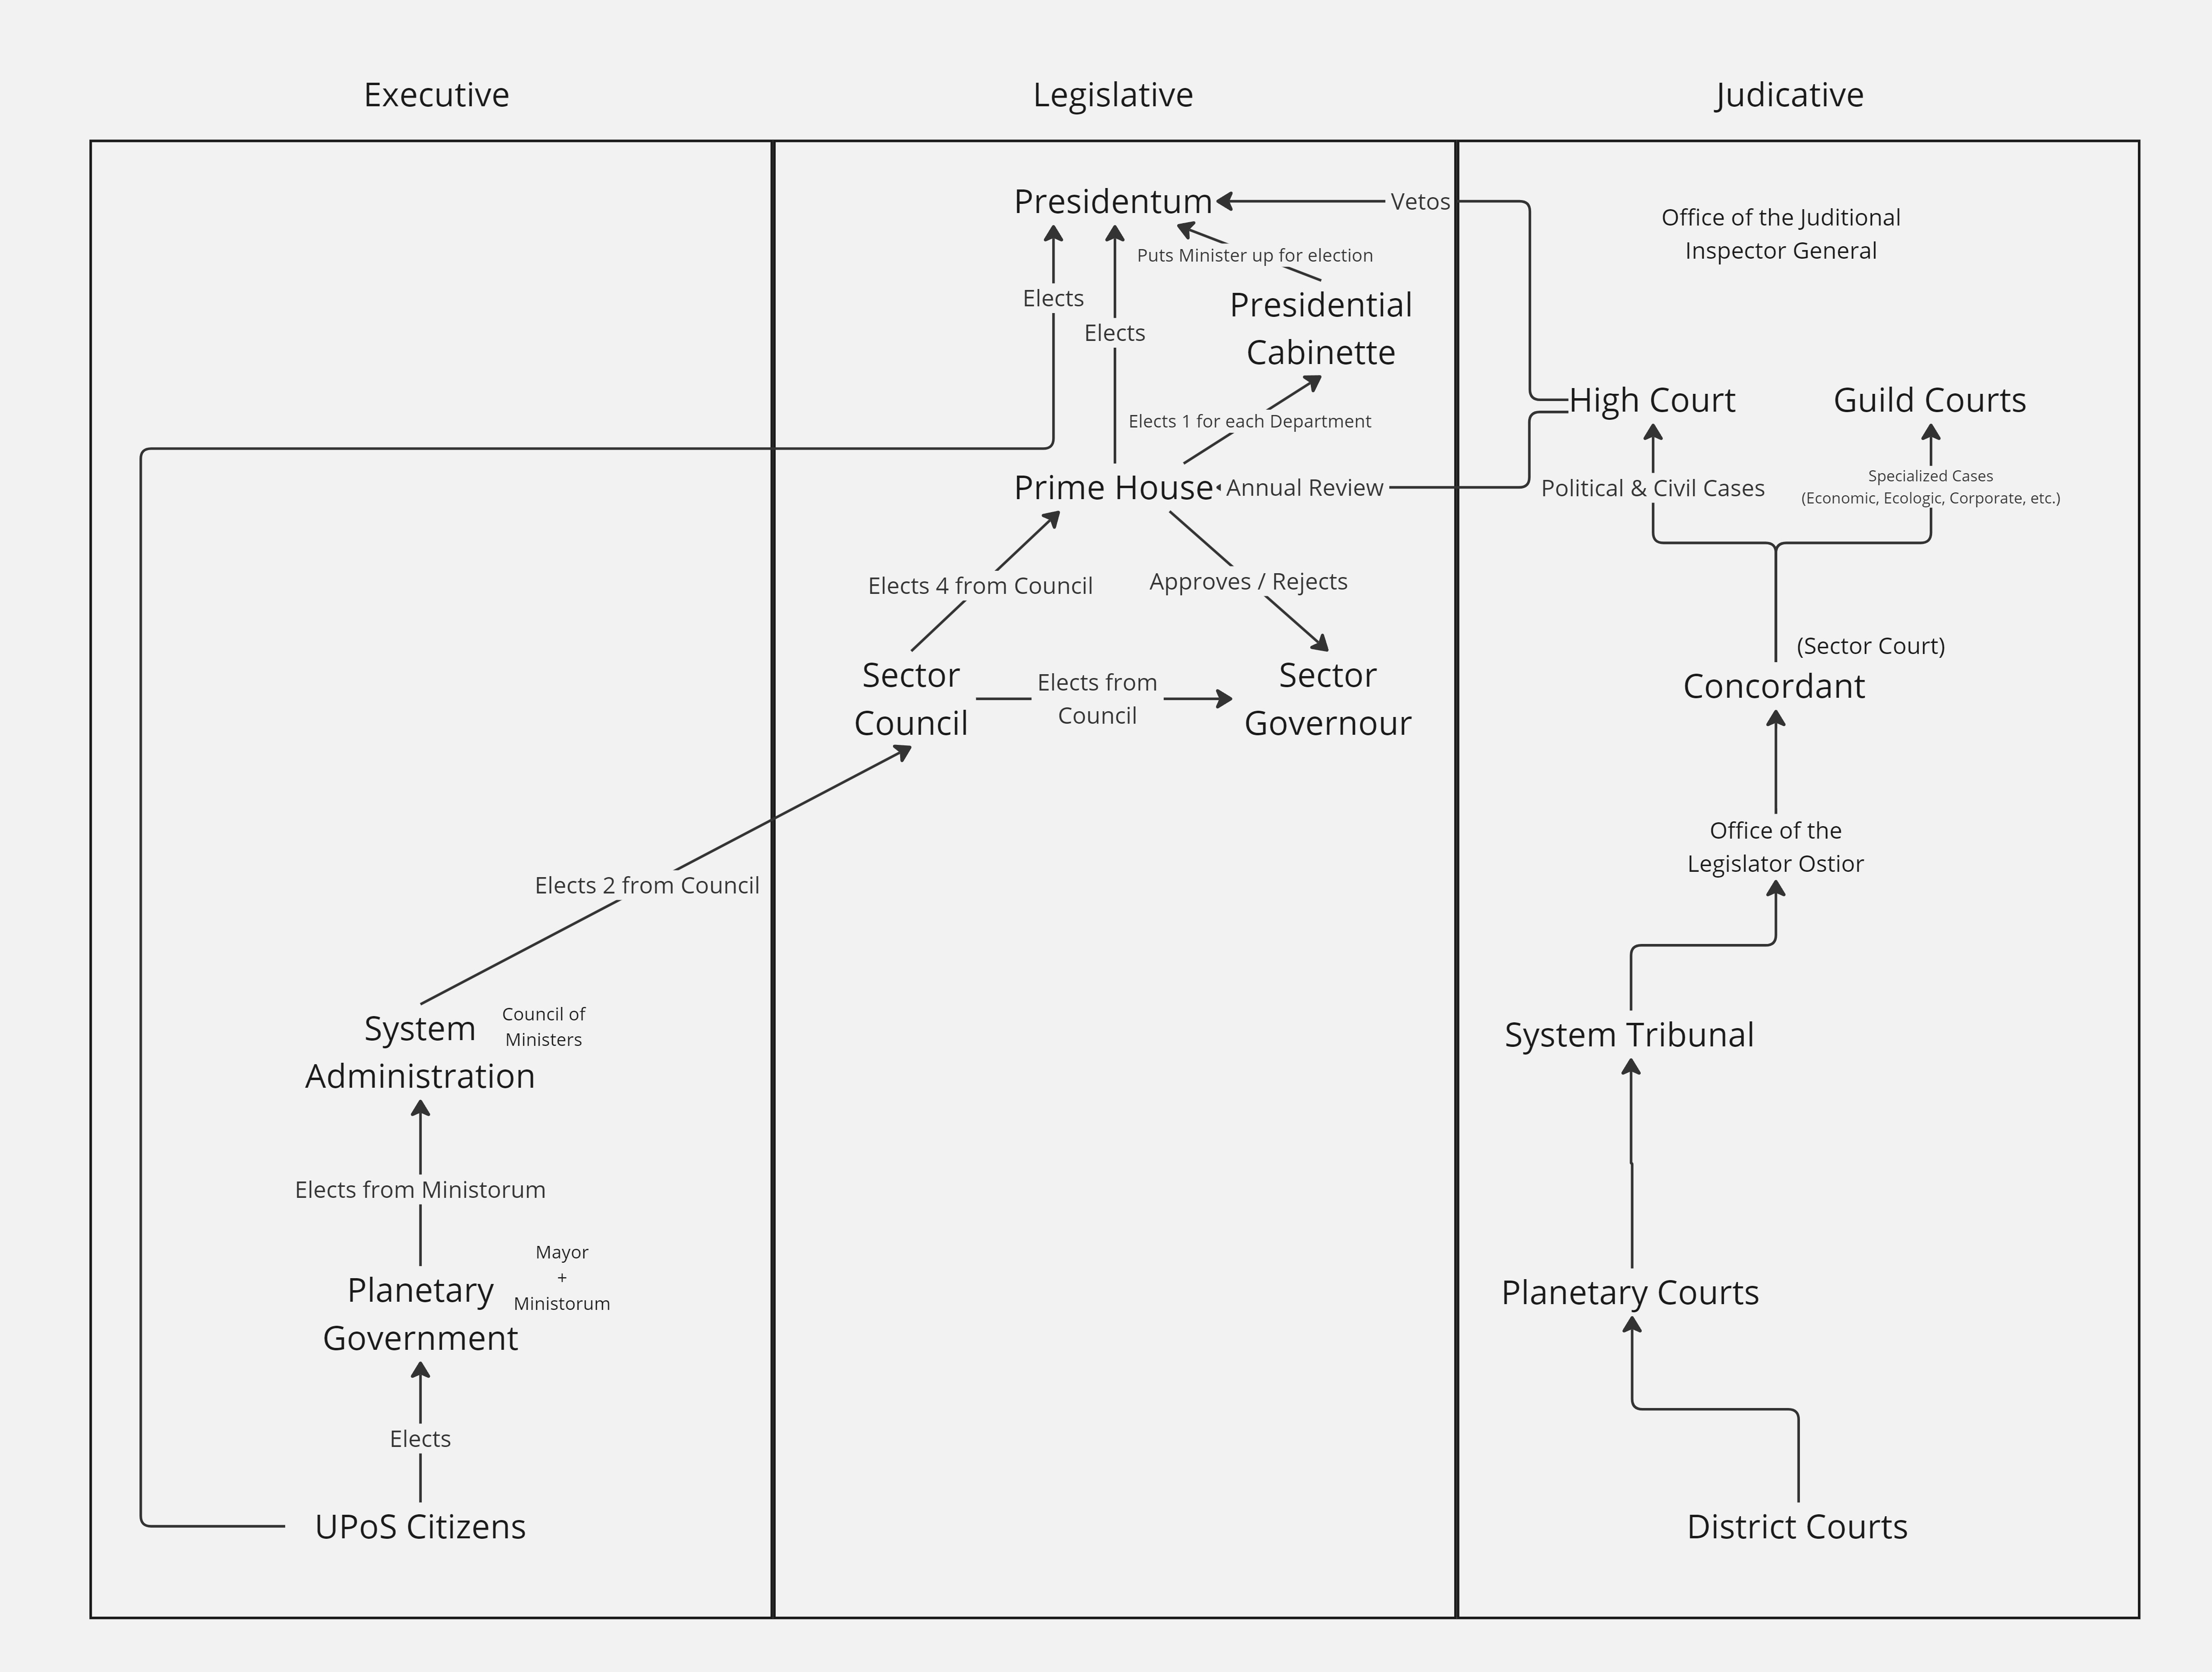 Executive
Legislative
Judicative
Presidentum
Vetos
Office of the Juditional
Inspector General
Puts Minister up for election
Elects
Elects
Presidential
Cabinette
High Court
Guild Courts
Elects 1 for each Department
Prime House
Annual Review
Political & Civil Cases
Specialized Cases
(Economic, Ecologic, Corporate, etc.)
Elects 4 from Council
Approves / Rejects
Sector
Council
Elects from
Council
Sector
Governour
(Sector Court)
Concordant
Elects 2 from Council
Office of the
Legislator Ostior
System
Administration
Council of
Ministers
System Tribunal
Elects from Ministorum
Planetary
Government
Mayor
+
Ministorum
Planetary Courts
Elects
UPoS Citizens
District Courts